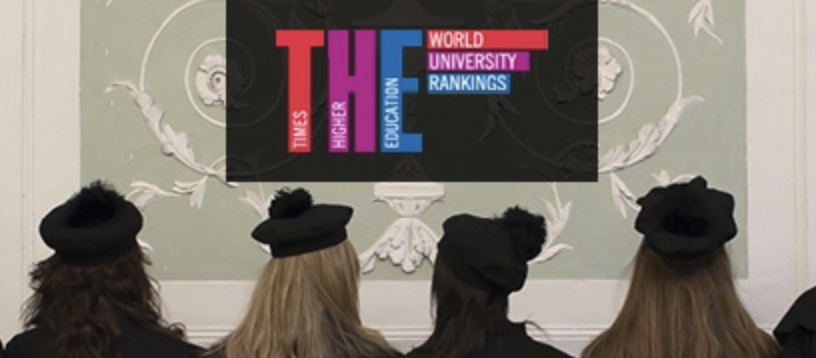 THE
TIMES
HIGHER
EDUCATION
WORLD
UNIVERSITY
RANKINGS